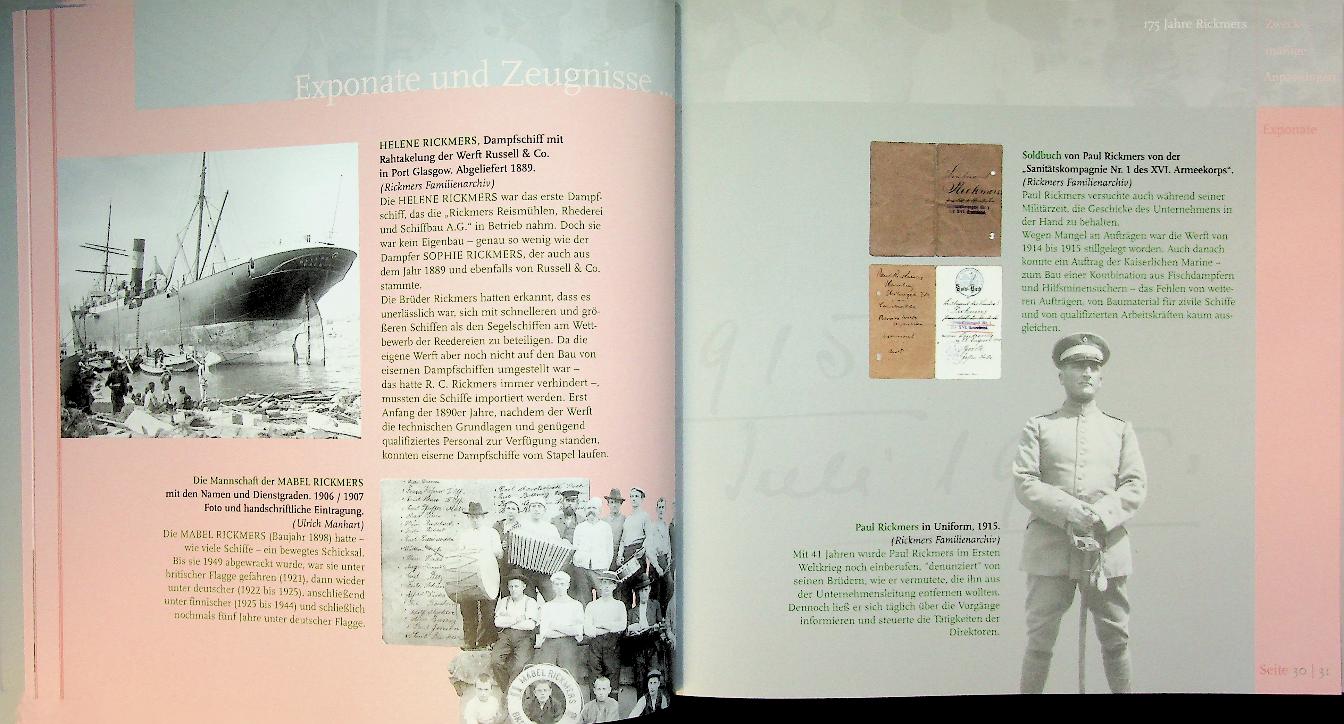 Exponate und Zeugnisse ...
HELENE RICKMERS, Dampfschiff mit
Rahtakelung der Werft Russell & Co.
in Port Glasgow. Abgeliefert 1889.
(Rickmers Familienarchiv)
Die HELENE RICKMERS war das erste Dampf-
schiff, das die „Rickmers Reismühlen, Rhederei
und Schiffbau A.G.“ in Betrieb nahm. Doch sie
war kein Eigenbau – genau so wenig wie der
Dampfer SOPHIE RICKMERS, der auch aus
dem Jahr 1889 und ebenfalls von Russell & Co.
stammte.
Die Brüder Rickmers hatten erkannt, dass es
unerlässlich war, sich mit schnelleren und grö-
ßeren Schiffen als den Segelschiffen am Wett-
bewerb der Reedereien zu beteiligen. Da die
eigene Werft aber noch nicht auf den Bau von
eisernen Dampfschiffen umgestellt war –
das hatte R. C. Rickmers immer verhindert –,
mussten die Schiffe importiert werden. Erst
Anfang der 1890er Jahre, nachdem der Werft
die technischen Grundlagen und genügend
qualifiziertes Personal zur Verfügung standen,
konnten eiserne Dampfschiffe vom Stapel laufen.
Die Mannschaft der MABEL RICKMERS
mit den Namen und Dienstgraden. 1906 / 1907
Foto und handschriftliche Eintragung.
(Ulrich Manhart)
Die MABEL RICKMERS (Baujahr 1898) hatte –
wie viele Schiffe – ein bewegtes Schicksal.
Bis sie 1949 abgewrackt wurde, war sie unter
britischer Flagge gefahren (1921), dann wieder
unter deutscher (1922 bis 1925), anschließend
unter finnischer (1925 bis 1944) und schließlich
nochmals fünf Jahre unter deutscher Flagge.
MABEL RICKMERS
175 Jahre Rickmers
Zweck-
mäßige
Anpassungen
Exponate
Soldbuch von Paul Rickmers von der
„Sanitätskompagnie Nr. 1 des XVI. Armeekorps“.
(Rickmers Familienarchiv)
Paul Rickmers versuchte auch während seiner
Militärzeit, die Geschicke des Unternehmens in
der Hand zu behalten.
Wegen Mangel an Aufträgen war die Werft von
1914 bis 1915 stillgelegt worden. Auch danach
konnte ein Auftrag der Kaiserlichen Marine –
zum Bau einer Kombination aus Fischdampfern
und Hilfsminensuchern – das Fehlen von weite-
ren Aufträgen, von Baumaterial für zivile Schiffe
und von qualifizierten Arbeitskräften kaum aus-
gleichen.
Rickmers
1915
Juli 1915.
Paul Rickmers in Uniform, 1915.
(Rickmers Familienarchiv)
Mit 41 Jahren wurde Paul Rickmers im Ersten
Weltkrieg noch einberufen, "denunziert" von
seinen Brüdern, wie er vermutete, die ihn aus
der Unternehmensleitung entfernen wollten.
Dennoch ließ er sich täglich über die Vorgänge
informieren und steuerte die Tätigkeiten der
Direktoren.
Seite 30 | 31